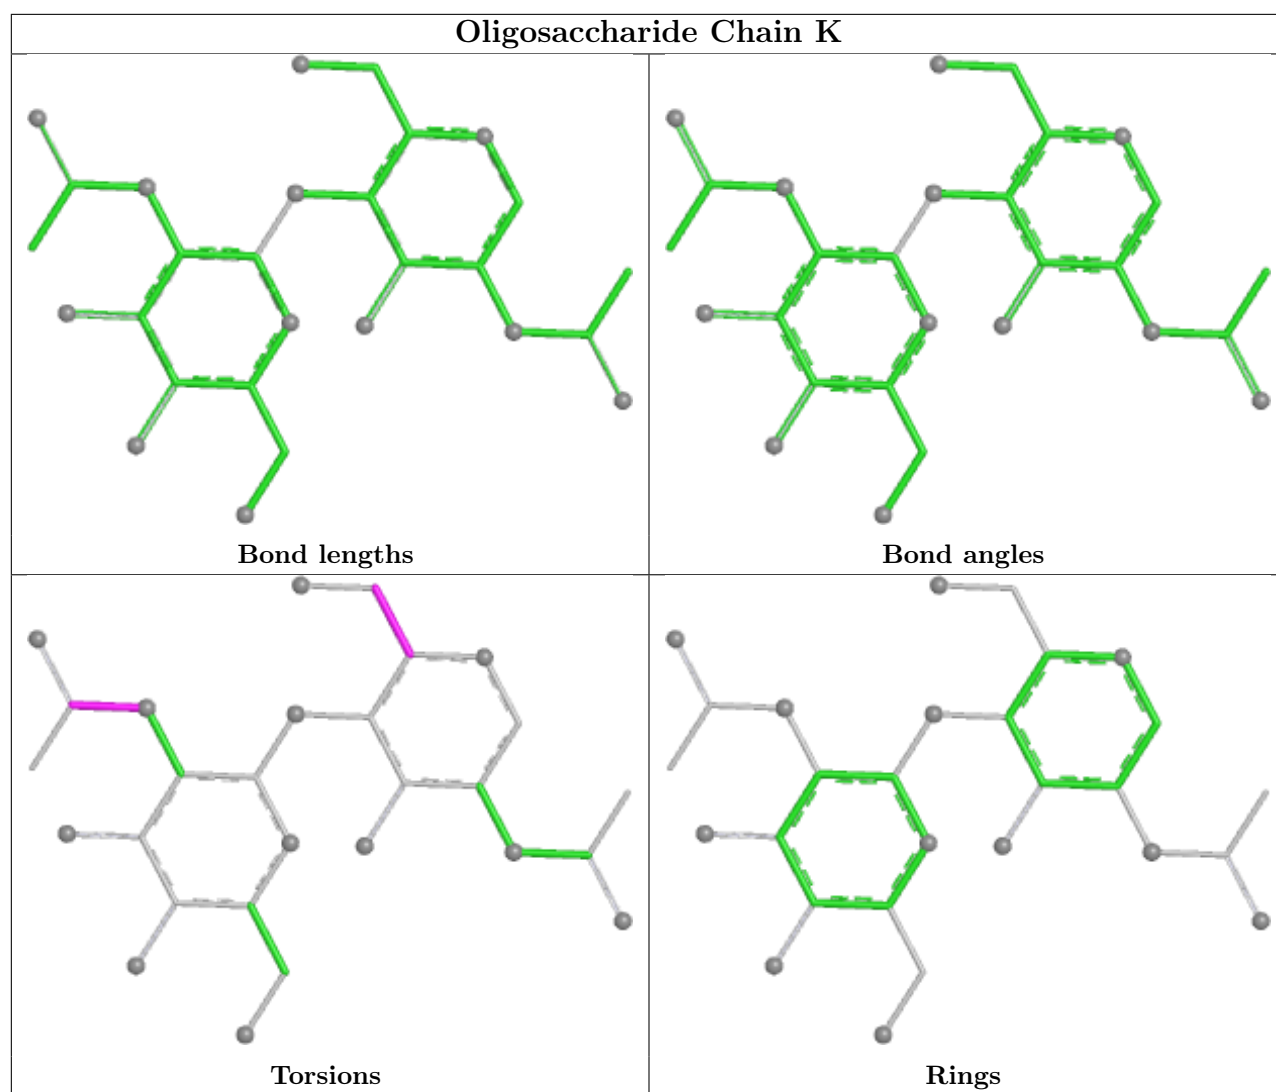 Oligosaccharide Chain K
Bond lengths
Bond angles
Torsions
Rings